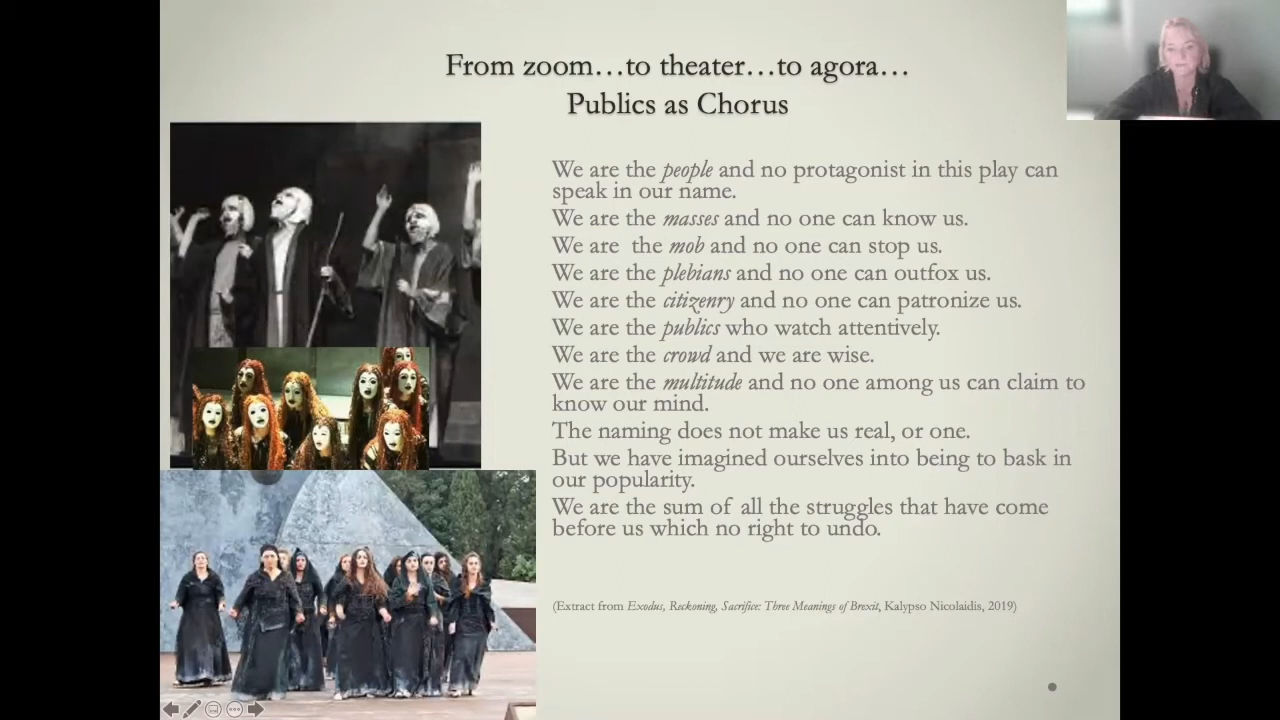 From zoom…to theater…to agora…
Publics as Chorus
We are the people and no protagonist in this play can
speak in our name.
We are the masses and no one can know us.
We are  the mob and no one can stop us.
We are the plebians and no one can outfox us.
We are the citizenry and no one can patronize us.
We are the publics who watch attentively.
We are the crowd and we are wise.
We are the multitude and no one among us can claim to
know our mind.
The naming does not make us real, or one.
But we have imagined ourselves into being to bask in
our popularity.
We are the sum of all the struggles that have come
before us which no right to undo.
(Extract from Exodus, Reckoning, Sacrifice: Three Meanings of Brexit, Kalypso Nicolaidis, 2019)